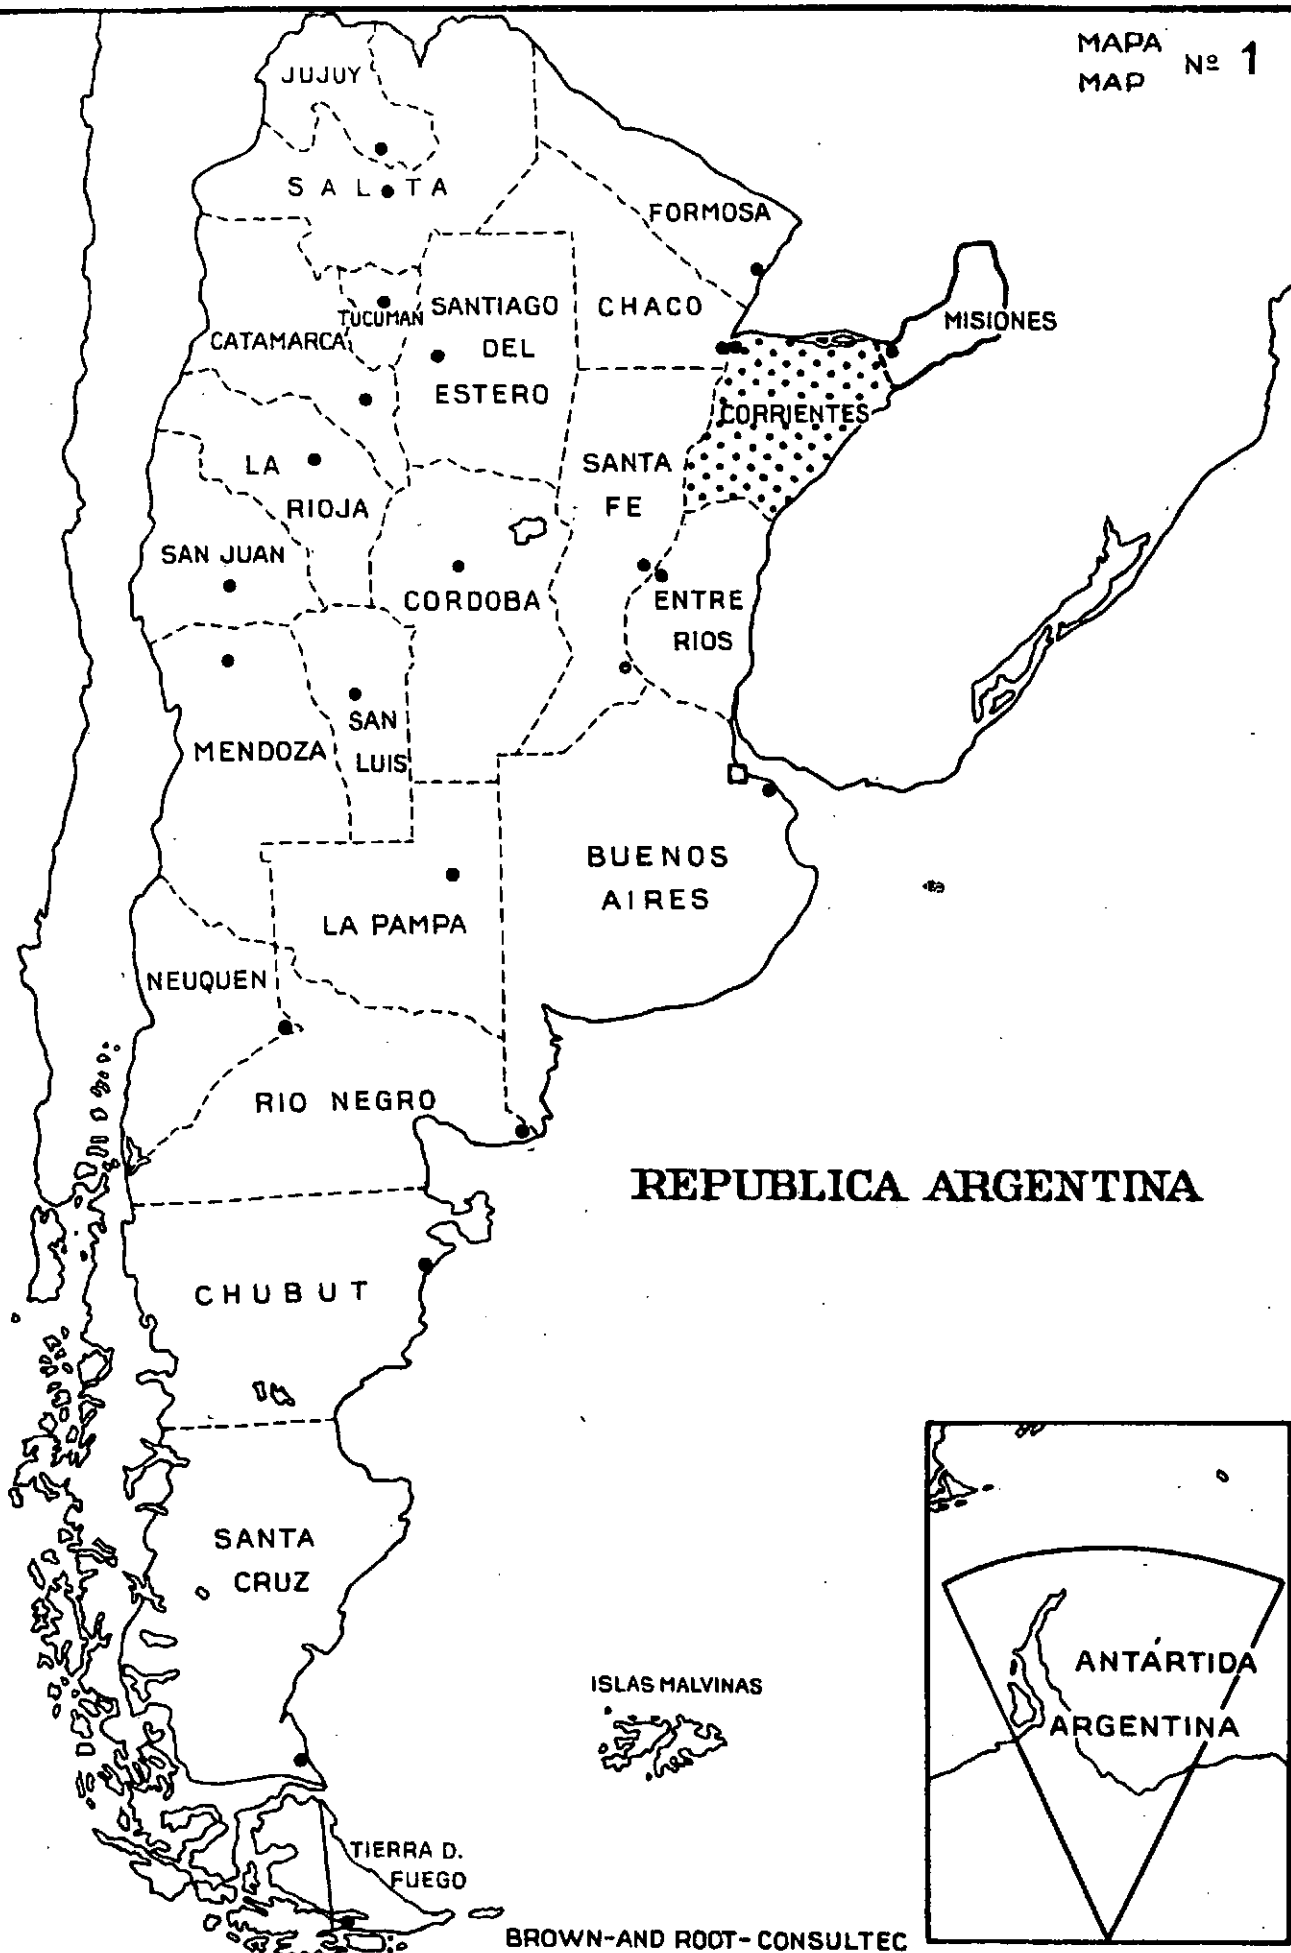 MAPA
MAP Nº 1
JUJUY
SALTA
FORMOSA
SANTIAGO
DEL
ESTERO
CHACO
MISIONES
TUCUMAN
CATAMARCA
CORRIENTES
LA
RIOJA
SANTA
FE
SAN JUAN
CORDOBA
ENTRE
RIOS
SAN
LUIS
MENDOZA
BUENOS
AIRES
LA PAMPA
NEUQUEN
RIO NEGRO
REPUBLICA ARGENTINA
CHUBUT
SANTA
CRUZ
ISLAS MALVINAS
ANTÁRTIDA
ARGENTINA
TIERRA D.
FUEGO
BROWN-AND ROOT-CONSULTEC